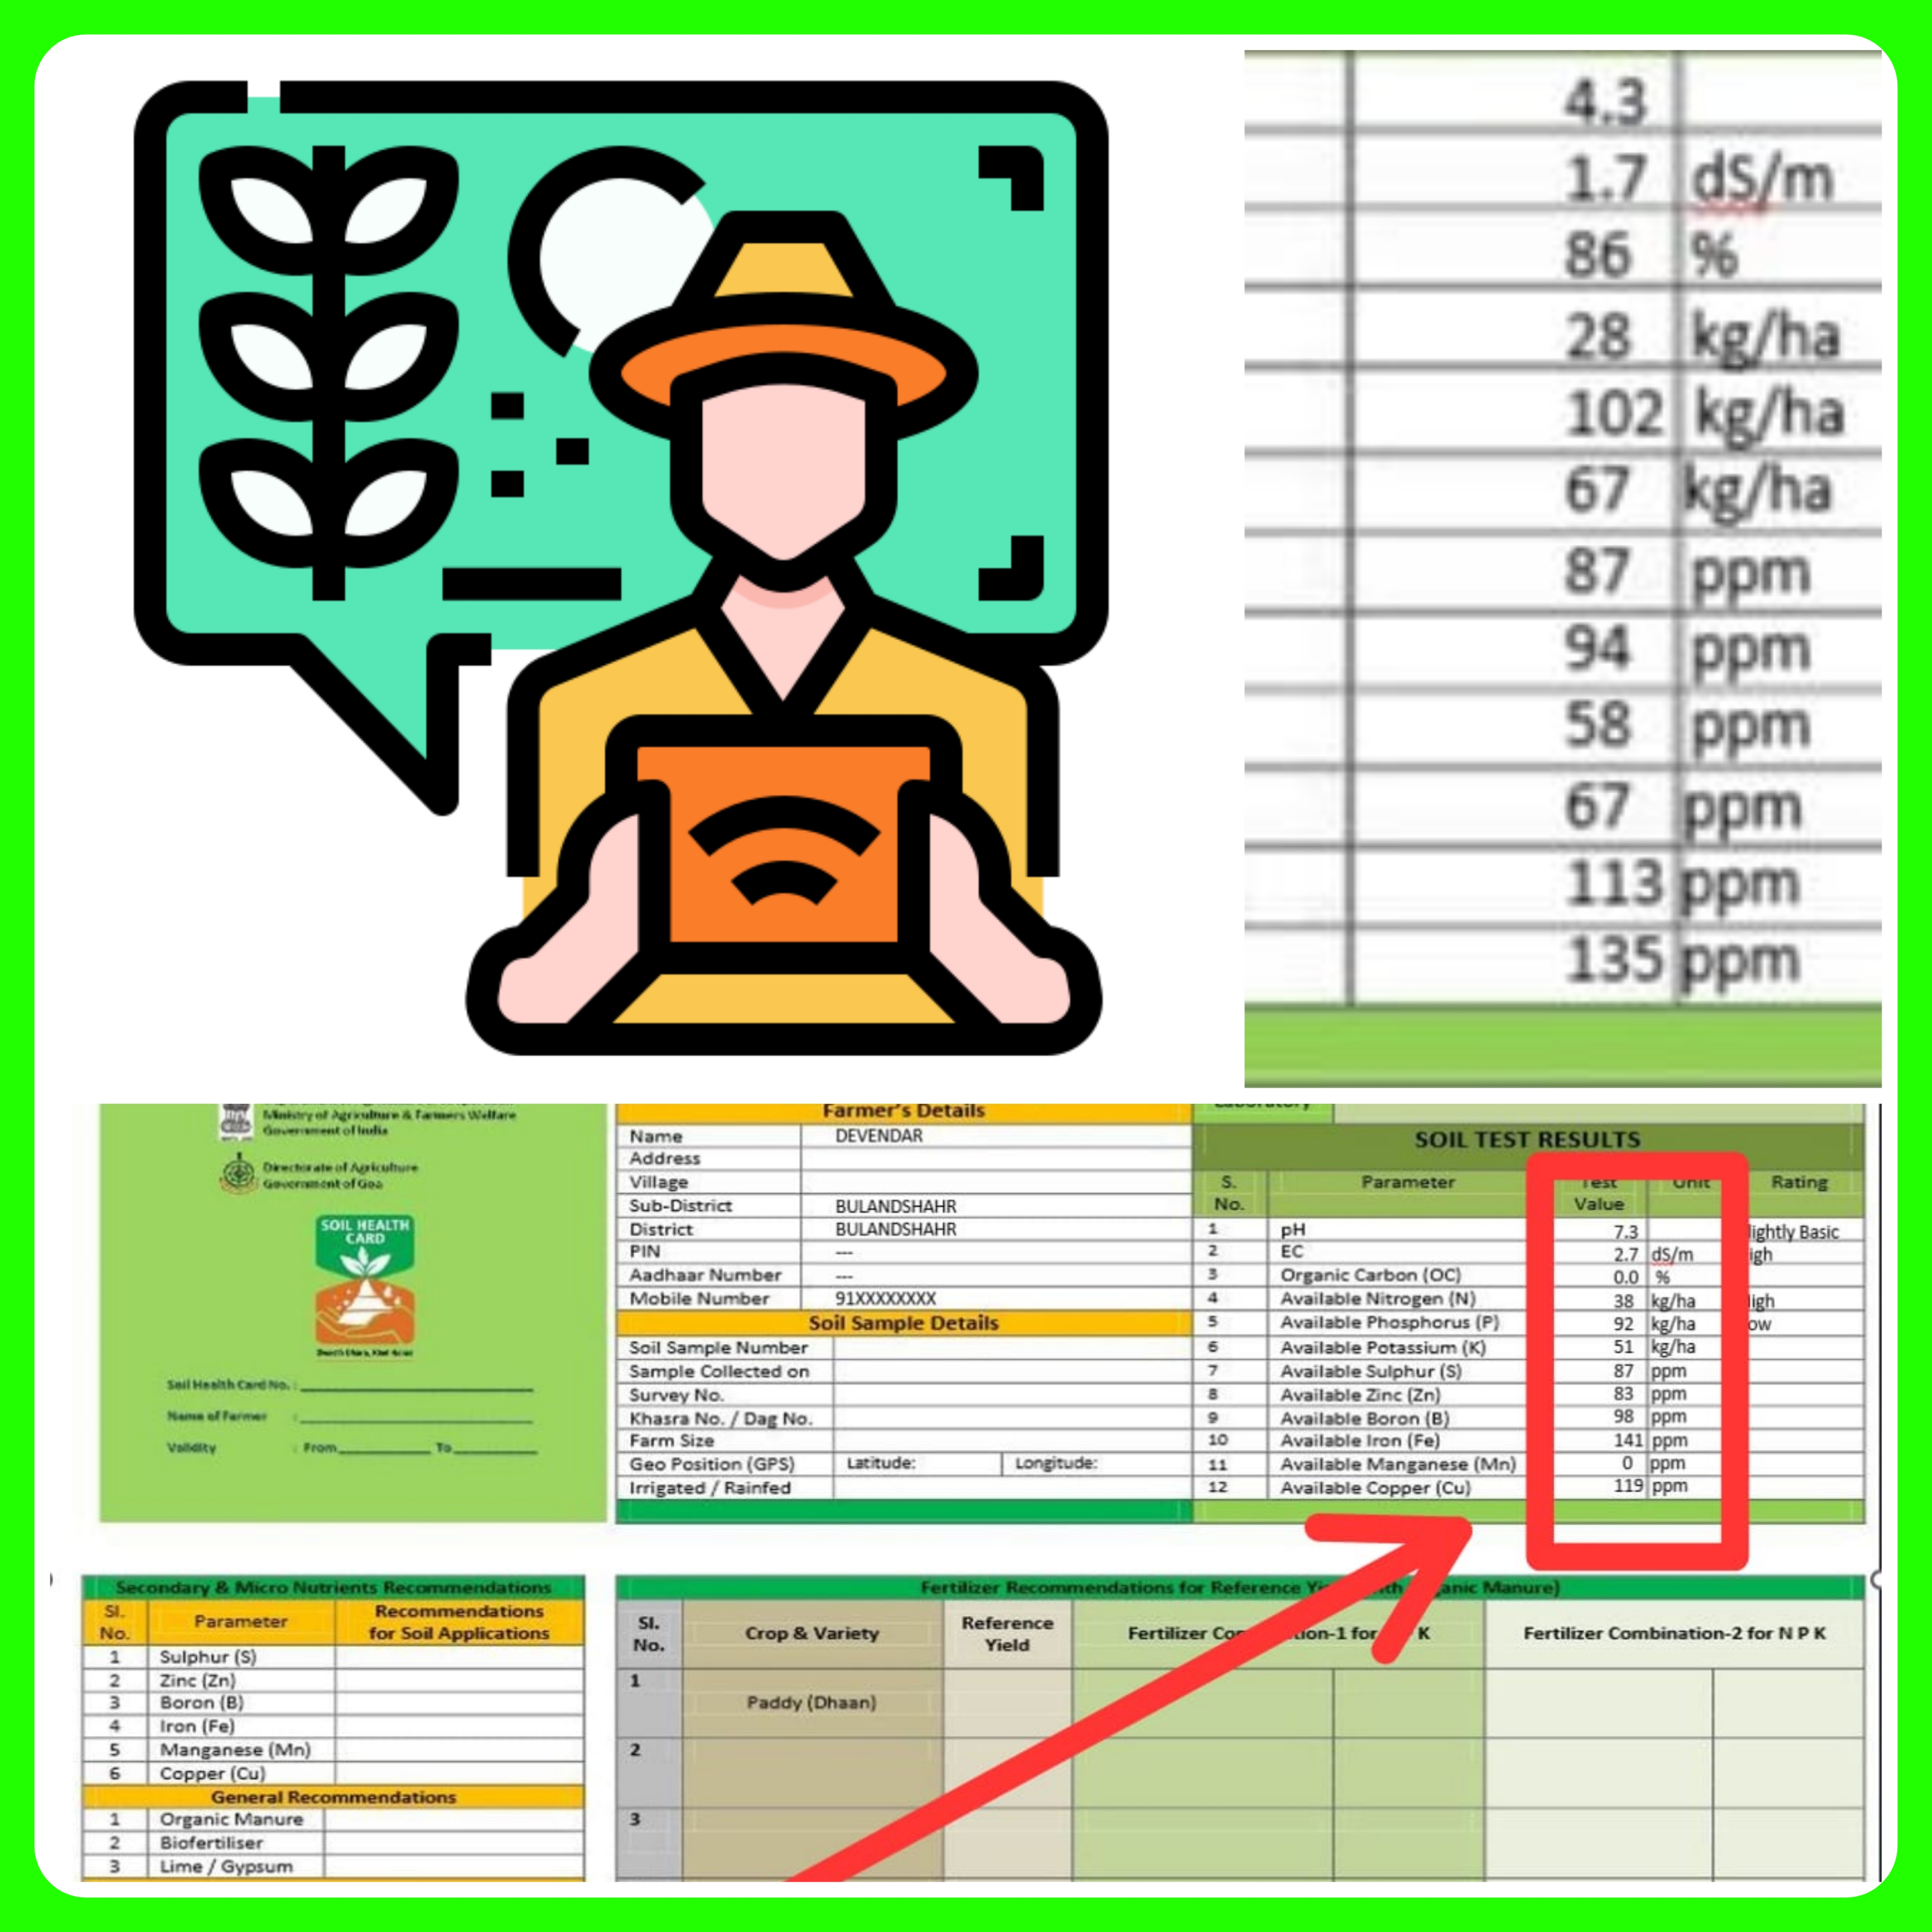 4.3
1.7 dS/m
86 %
28 kg/ha
102 kg/ha
67 kg/ha
87 ppm
94 ppm
58 ppm
67 ppm
113 ppm
135 ppm
Ministry of Agriculture & Farmers Welfare
Government of India
Directorate of Agriculture
Government of Goa
SOIL HEALTH
CARD
Soil Health Card No. :
Name of Farmer :
Validity : From To
Farmer's Details
Name DEVENDAR
Address
Village
Sub-District BULANDSHAHR
District BULANDSHAHR
PIN ---
Aadhaar Number ---
Mobile Number 91XXXXXXXX
Soil Sample Details
Soil Sample Number
Sample Collected on
Survey No.
Khasra No. / Dag No.
Farm Size
Geo Position (GPS) Latitude: Longitude:
Irrigated / Rainfed
Laboratory
SOIL TEST RESULTS
S. No. Parameter Test Value Unit Rating
1 pH 7.3 lightly Basic
2 EC 2.7 dS/m igh
3 Organic Carbon (OC) 0.0 %
4 Available Nitrogen (N) 38 kg/ha igh
5 Available Phosphorus (P) 92 kg/ha ow
6 Available Potassium (K) 51 kg/ha
7 Available Sulphur (S) 87 ppm
8 Available Zinc (Zn) 83 ppm
9 Available Boron (B) 98 ppm
10 Available Iron (Fe) 141 ppm
11 Available Manganese (Mn) 0 ppm
12 Available Copper (Cu) 119 ppm
Secondary & Micro Nutrients Recommendations
Sl. No. Parameter Recommendations for Soil Applications
1 Sulphur (S)
2 Zinc (Zn)
3 Boron (B)
4 Iron (Fe)
5 Manganese (Mn)
6 Copper (Cu)
General Recommendations
1 Organic Manure
2 Biofertiliser
3 Lime / Gypsum
Fertilizer Recommendations for Reference Manure)
Sl. No. Crop & Variety Reference Yield Fertilizer K Fertilizer Combination-2 for N P K
1 Paddy (Dhaan)
2
3